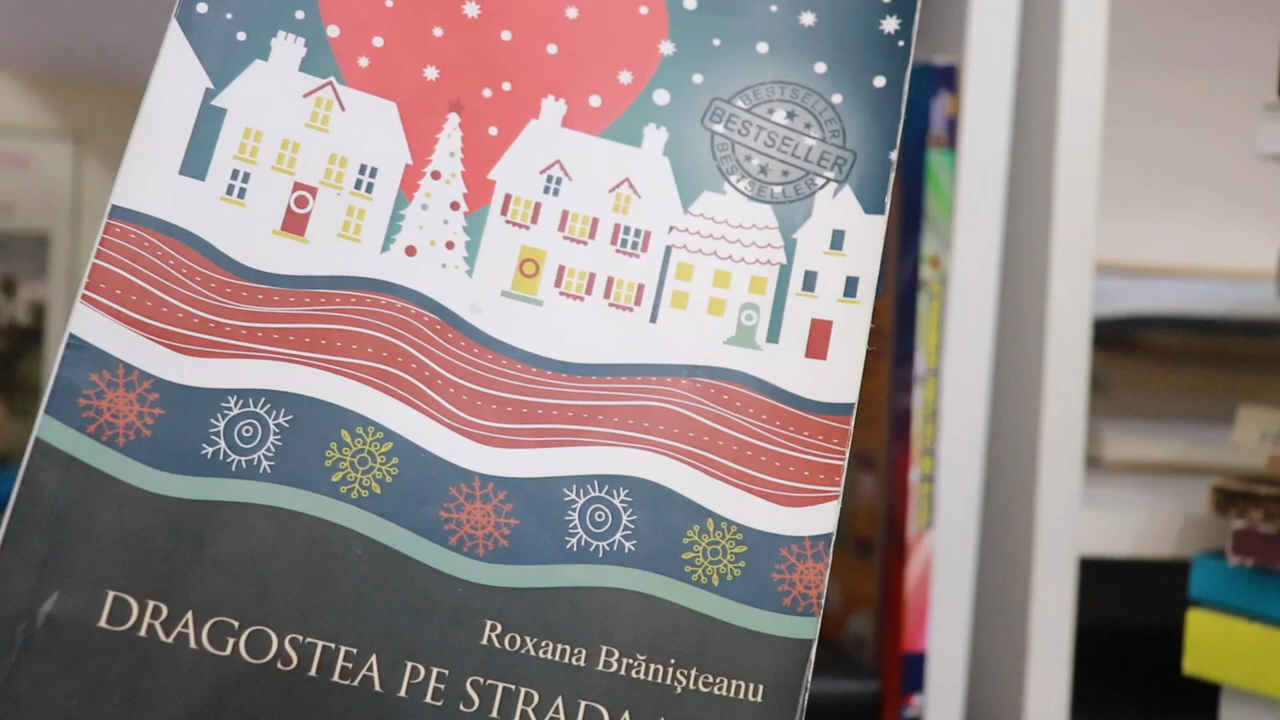 BESTSELLER
BESTSELLER
BESTSELLER
Roxana Brănișteanu
DRAGOSTEA PE STRADA